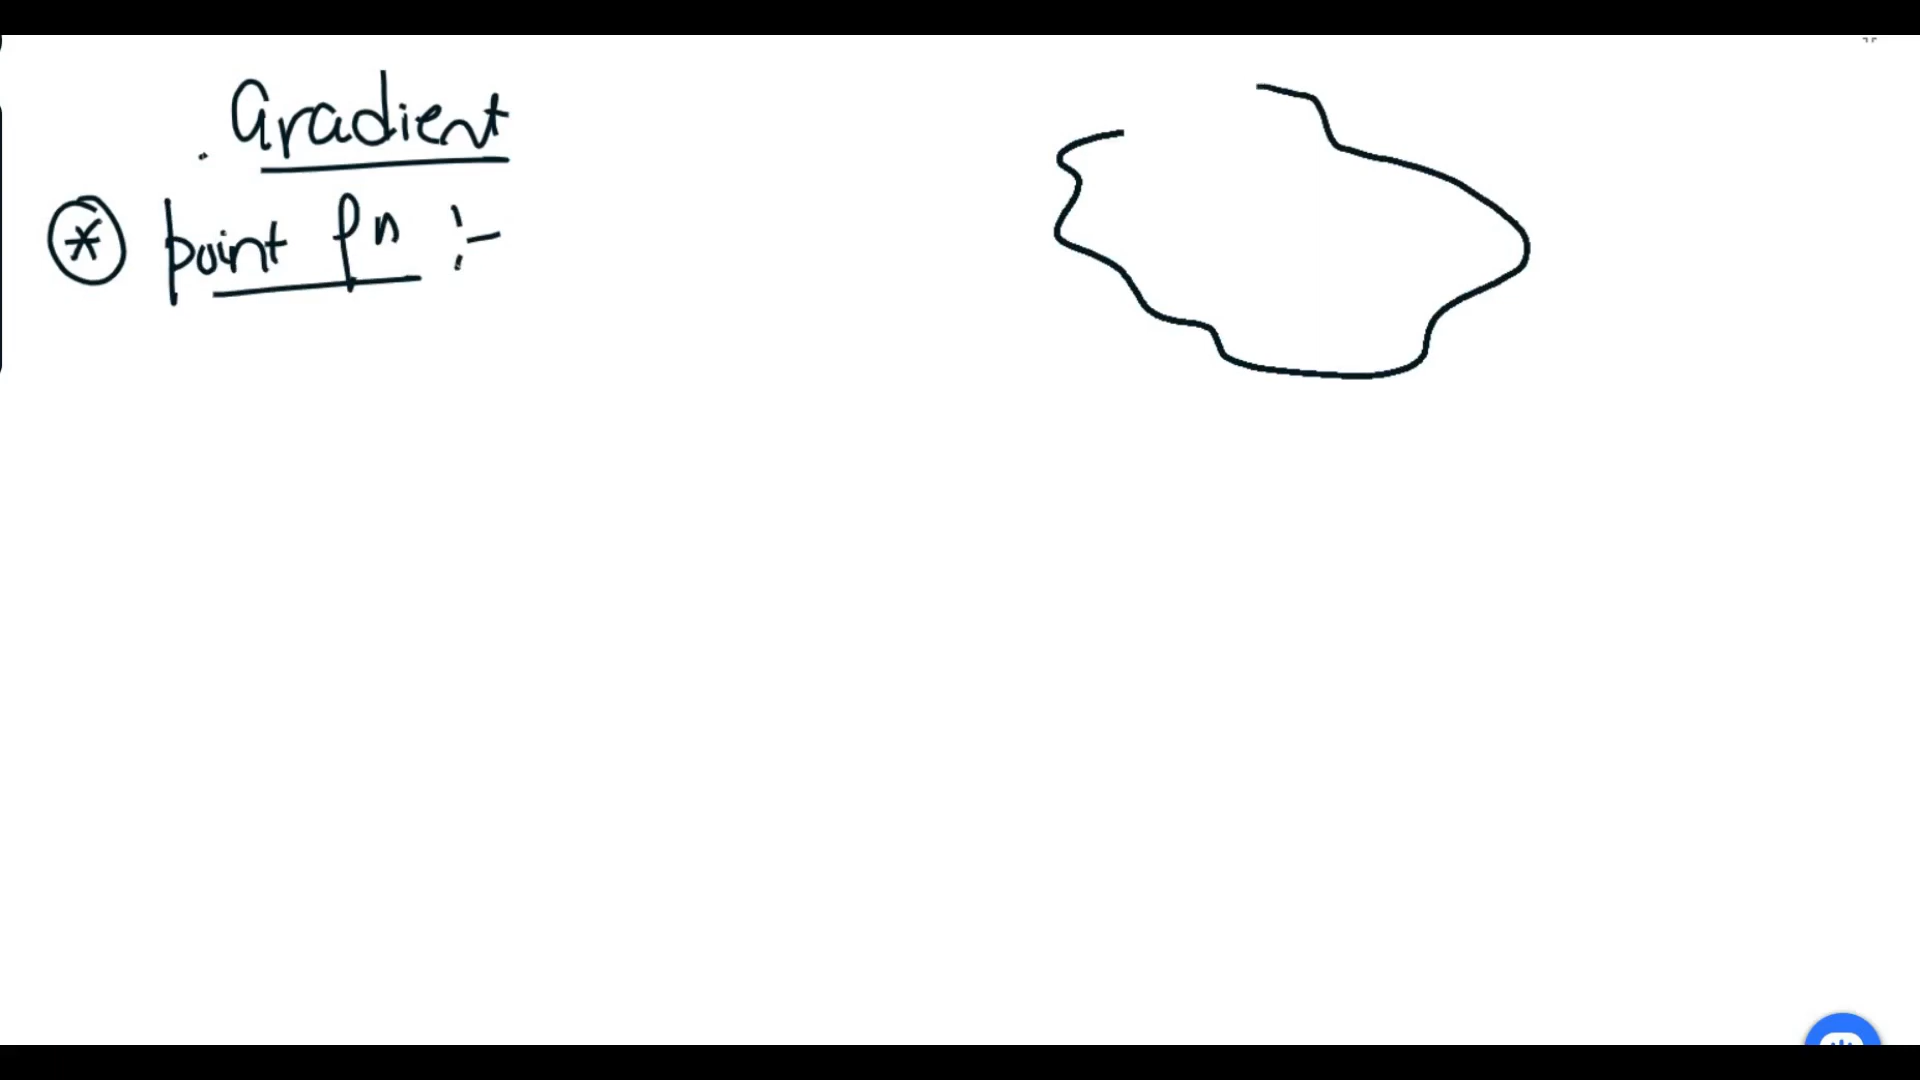 Gradient
* point fn :-